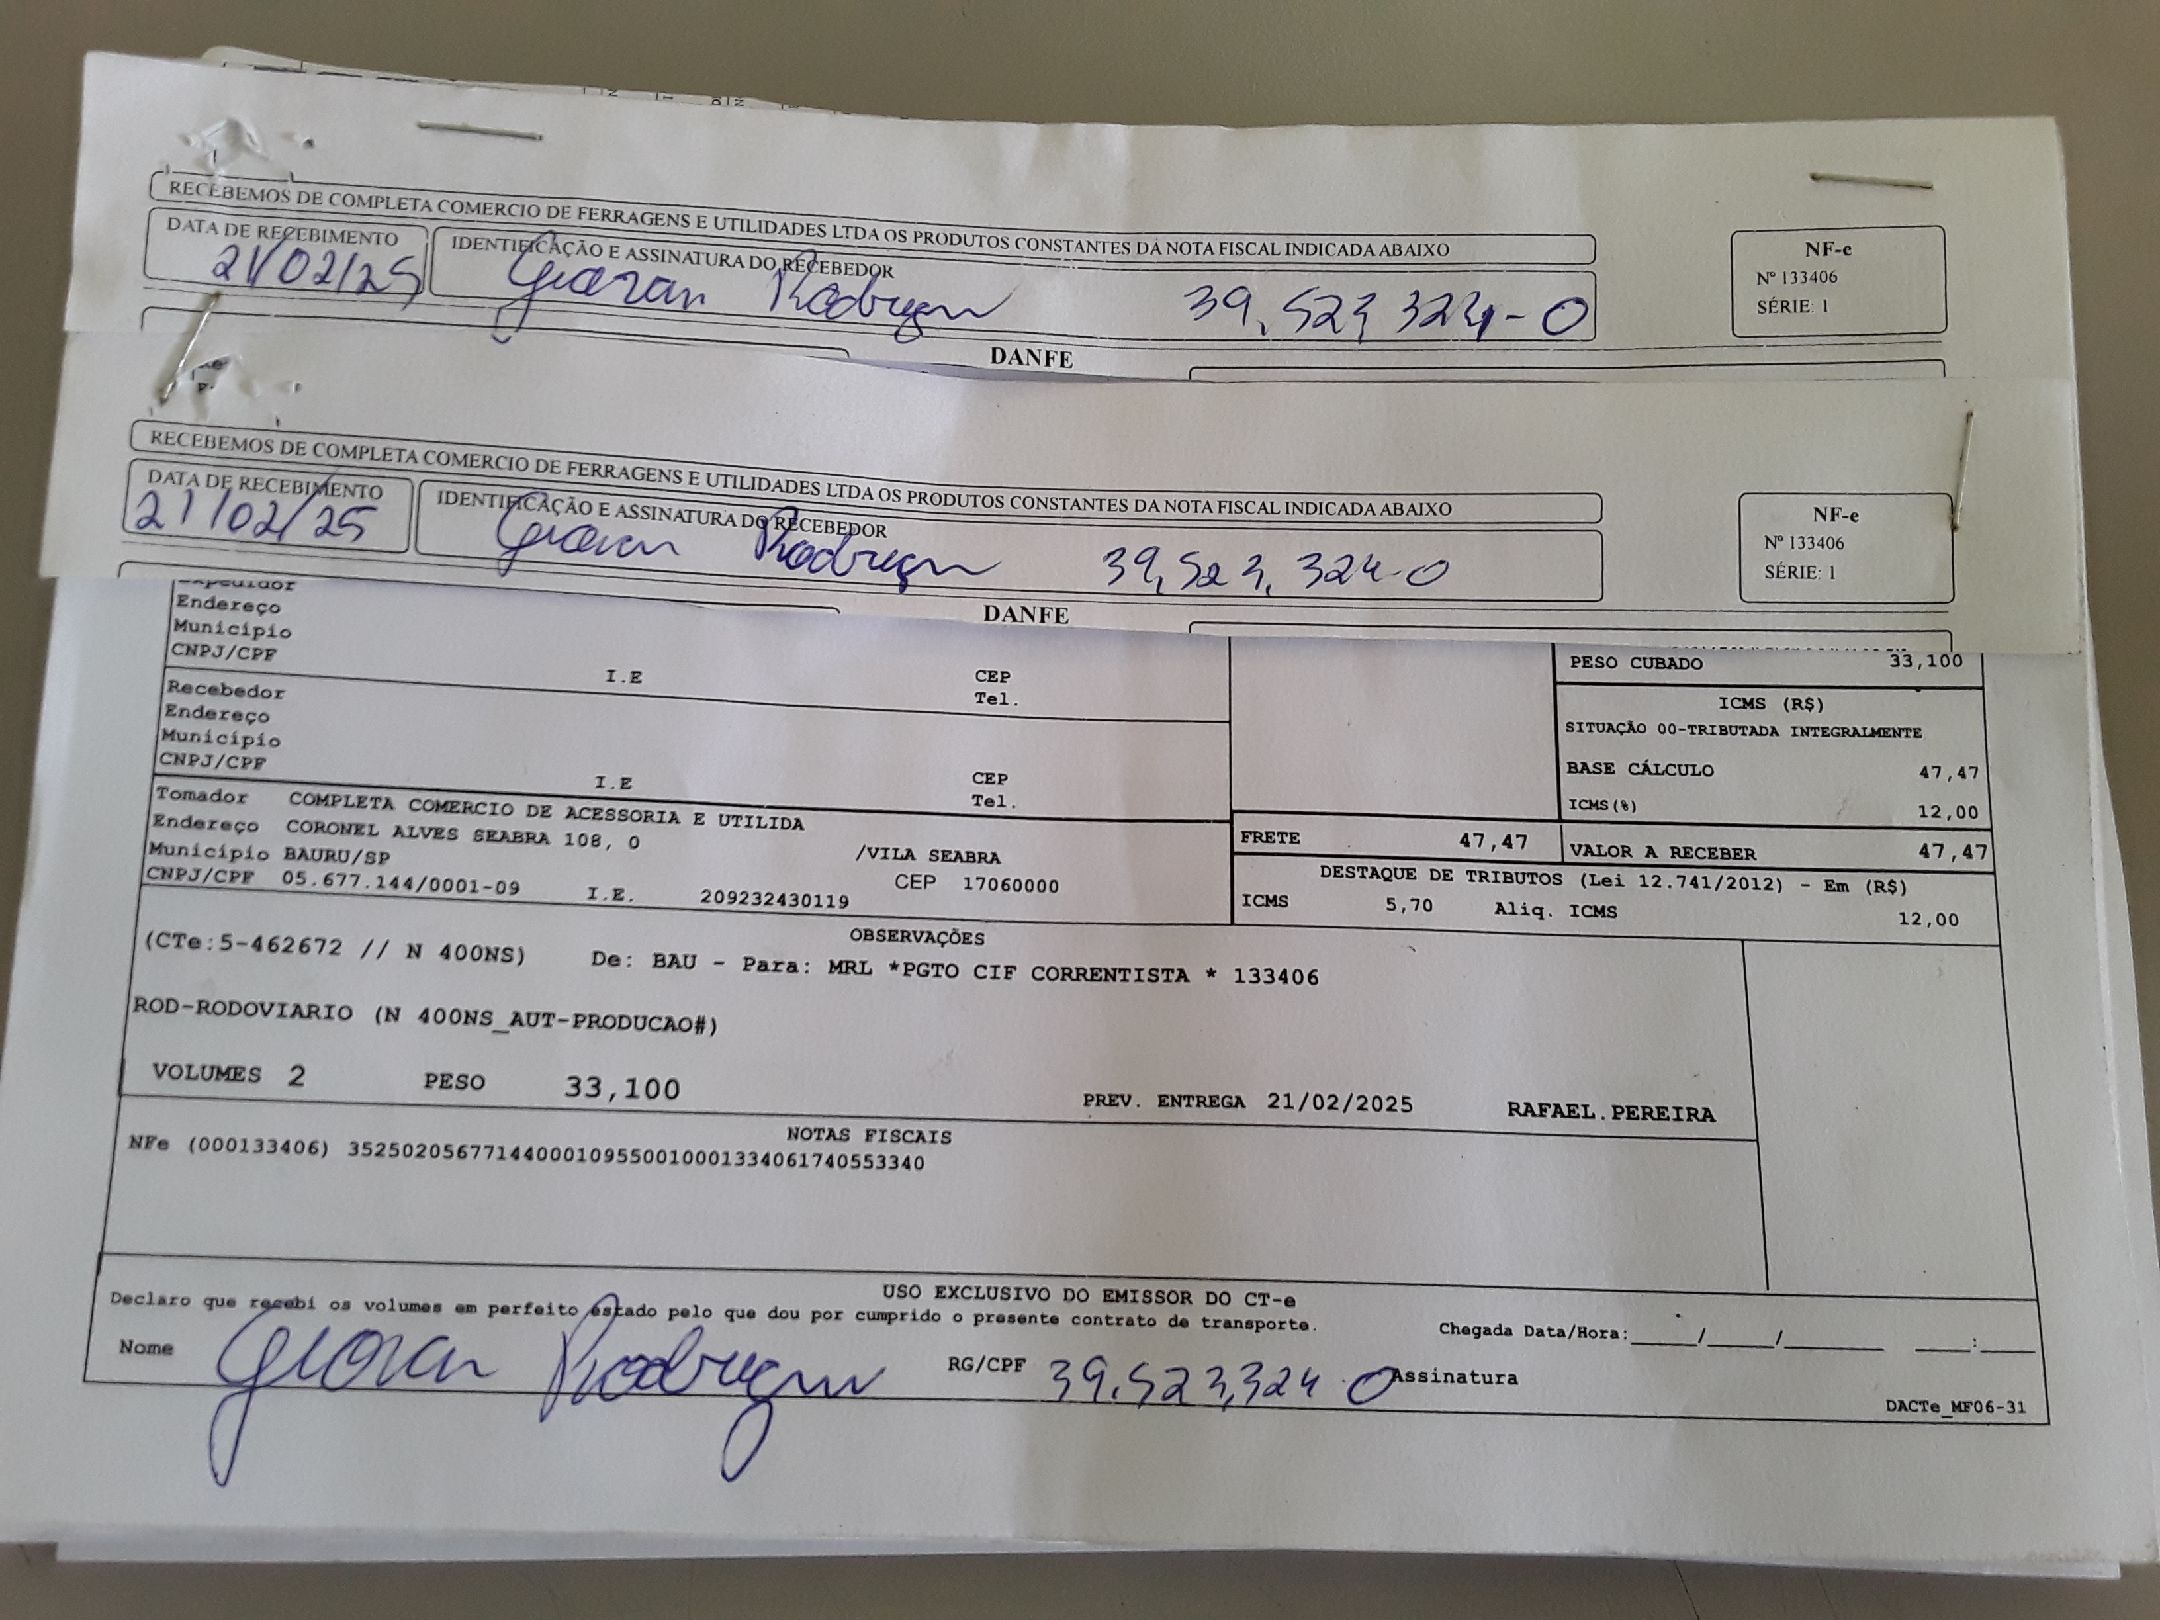 RECEBEMOS DE COMPLETA COMERCIO DE FERRAGENS E UTILIDADES LTDA OS PRODUTOS CONSTANTES DA NOTA FISCAL INDICADA ABAIXO
DATA DE RECEBIMENTO
21/02/25
IDENTIFICAÇÃO E ASSINATURA DO RECEBEDOR
39.523.324-0
NF-e
Nº 133406
SÉRIE: 1
DANFE
RECEBEMOS DE COMPLETA COMERCIO DE FERRAGENS E UTILIDADES LTDA OS PRODUTOS CONSTANTES DA NOTA FISCAL INDICADA ABAIXO
DATA DE RECEBIMENTO
21/02/25
IDENTIFICAÇÃO E ASSINATURA DO RECEBEDOR
39.523.324-0
NF-e
Nº 133406
SÉRIE: 1
DANFE
Expedidor
Endereço
Município
CNPJ/CPF I.E CEP
Tel.
Recebedor
Endereço
Município
CNPJ/CPF I.E CEP
Tel.
Tomador COMPLETA COMERCIO DE ACESSORIA E UTILIDA
Endereço CORONEL ALVES SEABRA 108, 0 /VILA SEABRA
Município BAURU/SP CEP 17060000
CNPJ/CPF 05.677.144/0001-09 I.E. 209232430119
PESO CUBADO 33,100
ICMS (R$)
SITUAÇÃO 00-TRIBUTADA INTEGRALMENTE
BASE CÁLCULO 47,47
ICMS(%) 12,00
FRETE 47,47 VALOR A RECEBER 47,47
DESTAQUE DE TRIBUTOS (Lei 12.741/2012) - Em (R$)
ICMS 5,70 Aliq. ICMS 12,00
OBSERVAÇÕES
(CTe:5-462672 // N 400NS) De: BAU - Para: MRL *PGTO CIF CORRENTISTA * 133406
ROD-RODOVIARIO (N 400NS_AUT-PRODUCAO#)
VOLUMES 2 PESO 33,100 PREV. ENTREGA 21/02/2025 RAFAEL.PEREIRA
NOTAS FISCAIS
NFe (000133406) 35250205677144000109550010001334061740553340
USO EXCLUSIVO DO EMISSOR DO CT-e
Declaro que recebi os volumes em perfeito estado pelo que dou por cumprido o presente contrato de transporte.
Chegada Data/Hora:_____/_____/_______ ____:____
Nome RG/CPF 39.523.324 0 Assinatura
DACTe_MF06-31